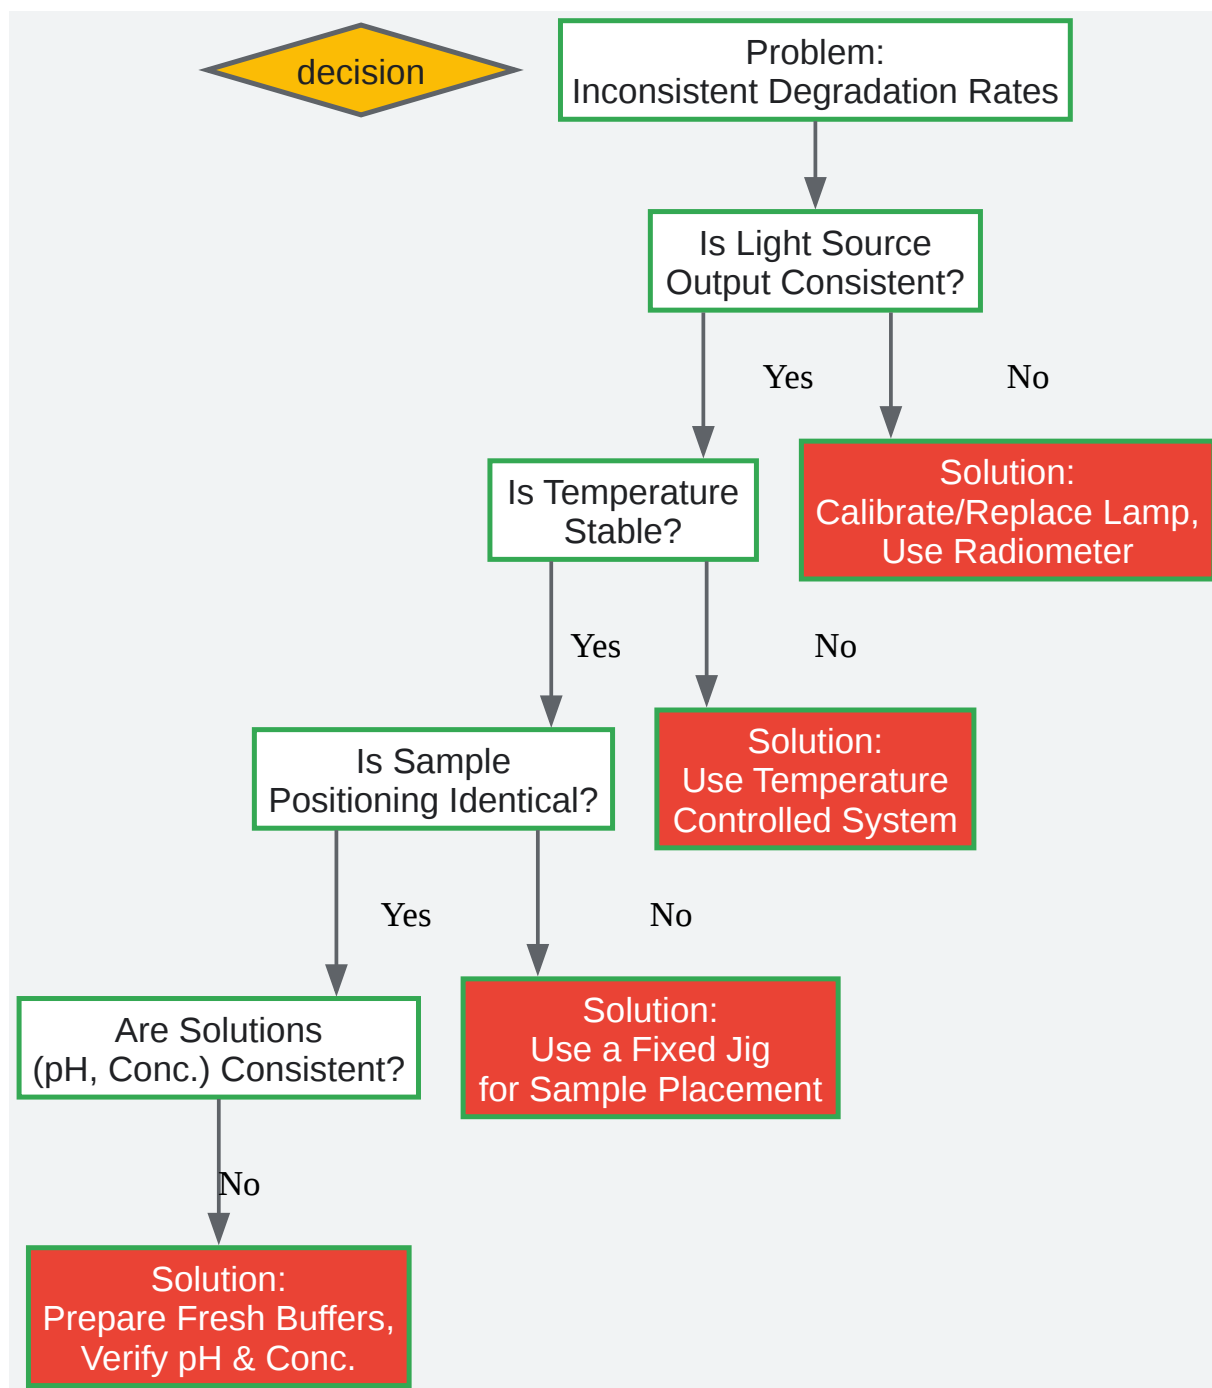 decision
Problem:
Inconsistent Degradation Rates
Is Light Source
Output Consistent?
Yes
No
Is Temperature
Stable?
Solution:
Calibrate/Replace Lamp,
Use Radiometer
Yes
No
Is Sample
Positioning Identical?
Solution:
Use Temperature
Controlled System
Yes
No
Are Solutions
(pH, Conc.) Consistent?
Solution:
Use a Fixed Jig
for Sample Placement
No
Solution:
Prepare Fresh Buffers,
Verify pH & Conc.